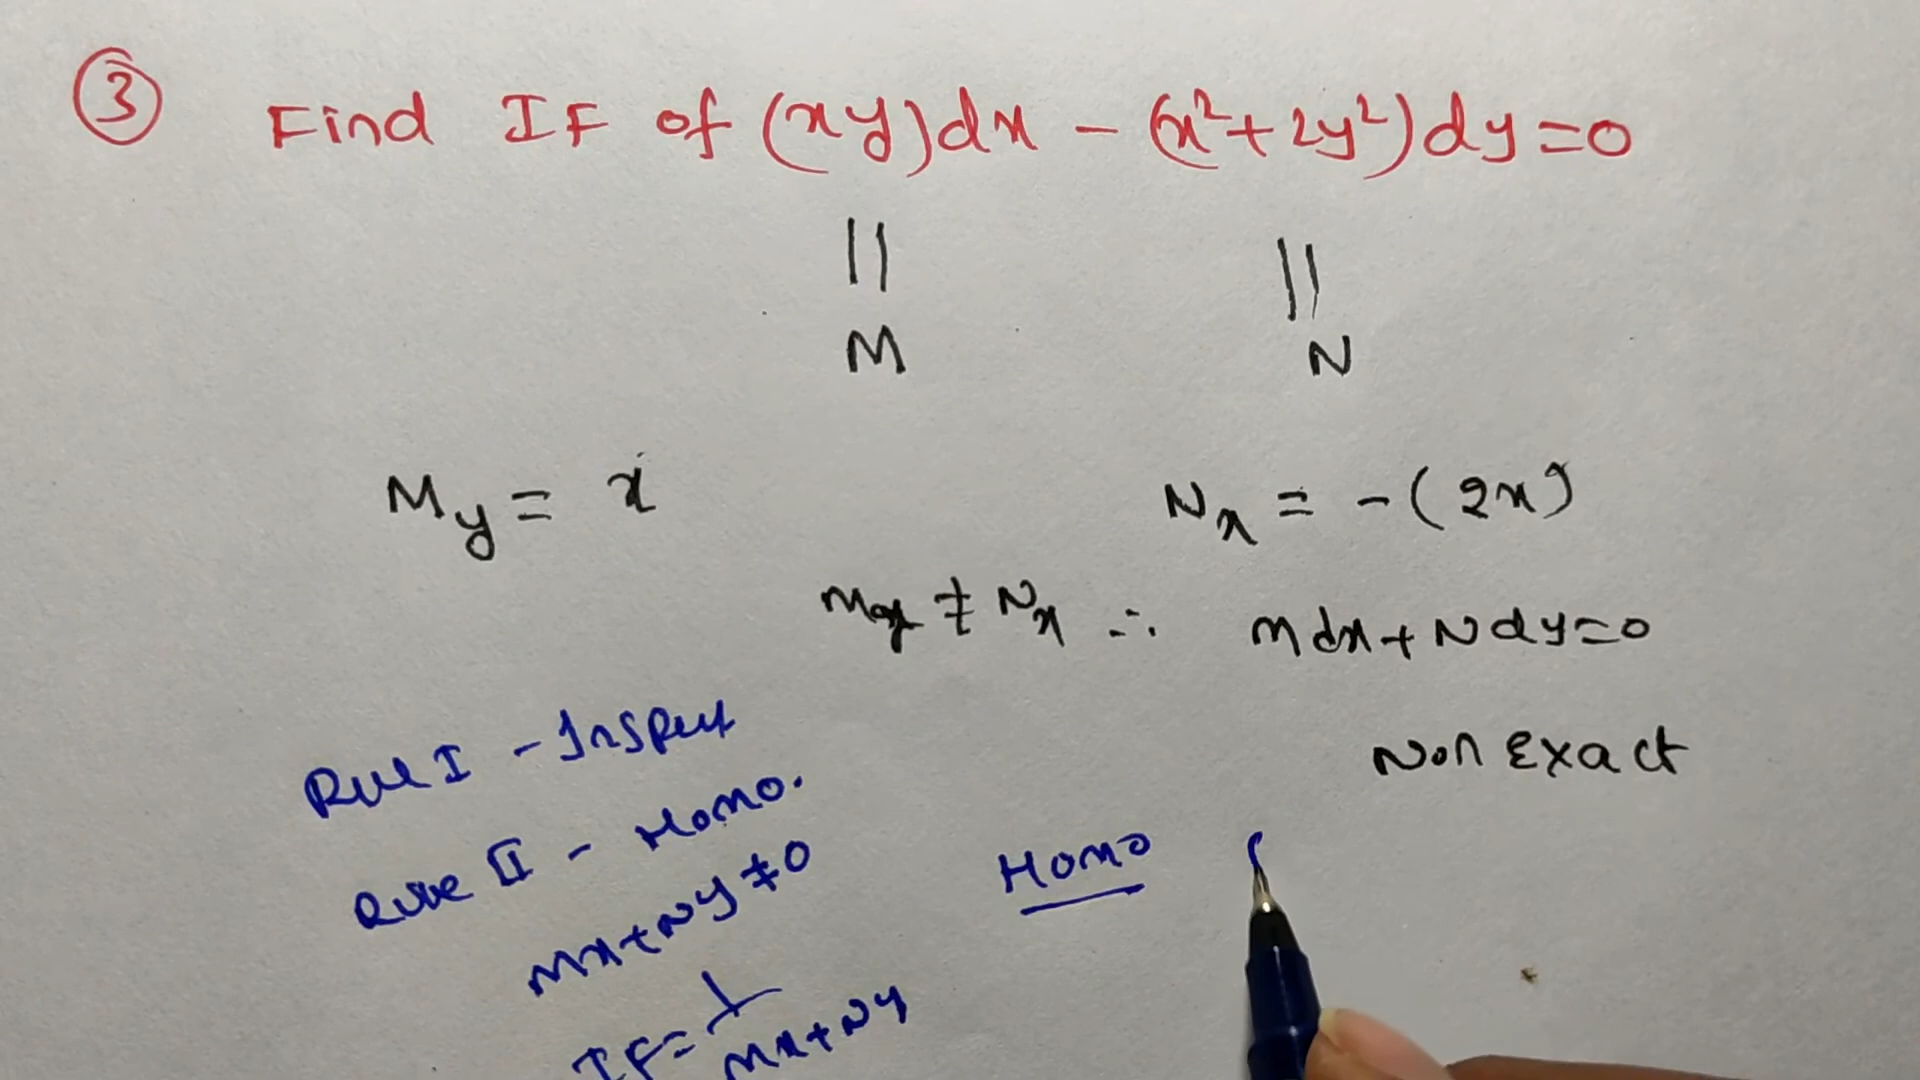 ③ Find IF of (xy)dx - (x²+2y²)dy=0
|| ||
M N
My = x Nx = -(2x)
My ≠ Nx ∴ Mdx+Ndy=0
Non Exact
Rule I - Inspect
Rule II - Homo.
Mx+Ny≠0
Homo (
IF = 1/Mx+Ny